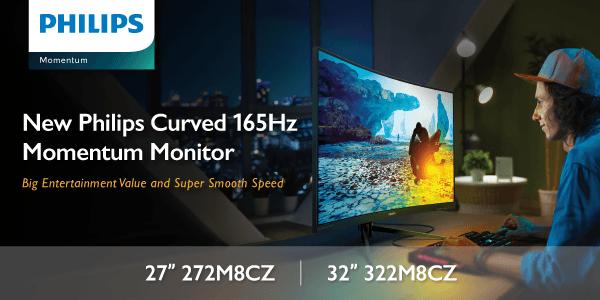 PHILIPS
Momentum
New Philips Curved 165Hz
Momentum Monitor
Big Entertainment Value and Super Smooth Speed
27” 272M8CZ | 32” 322M8CZ